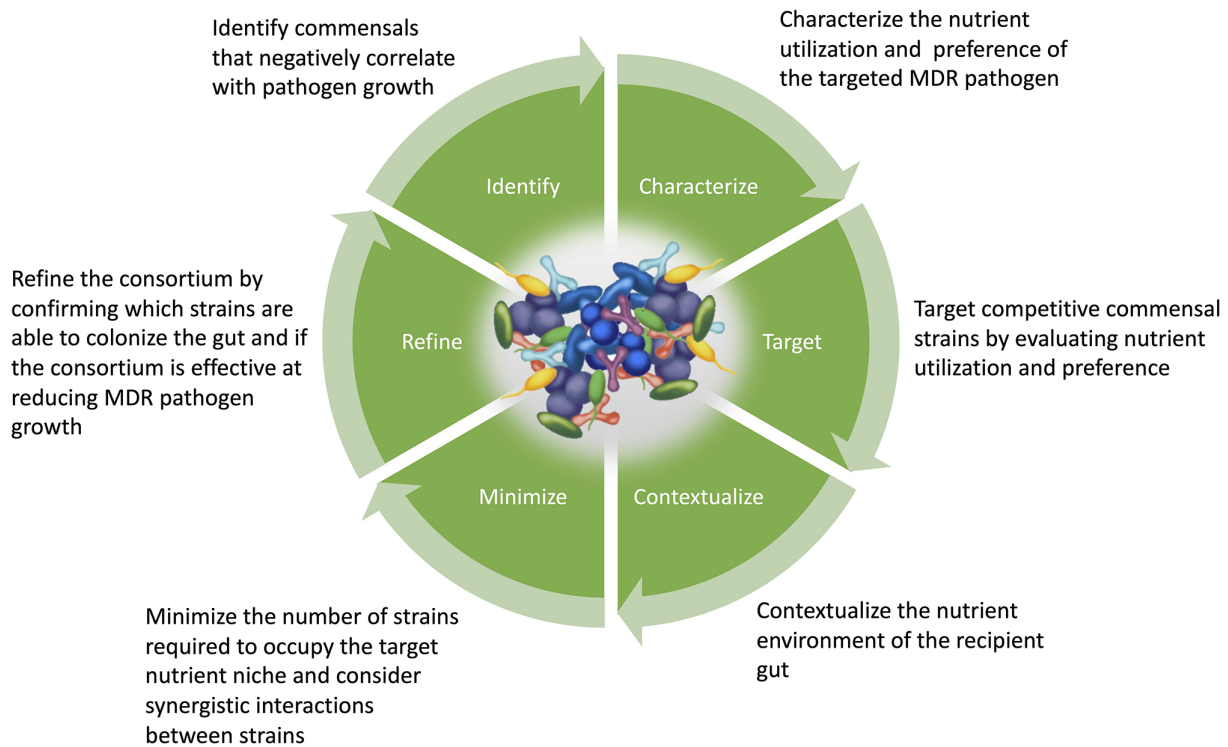 Identify commensals
that negatively correlate
with pathogen growth
Characterize the nutrient
utilization and preference of
the targeted MDR pathogen
Identify
Characterize
Refine the consortium by
confirming which strains are
able to colonize the gut and if
the consortium is effective at
reducing MDR pathogen
growth
Refine
Target
Target competitive commensal
strains by evaluating nutrient
utilization and preference
Minimize
Contextualize
Minimize the number of strains
required to occupy the target
nutrient niche and consider
synergistic interactions
between strains
Contextualize the nutrient
environment of the recipient
gut